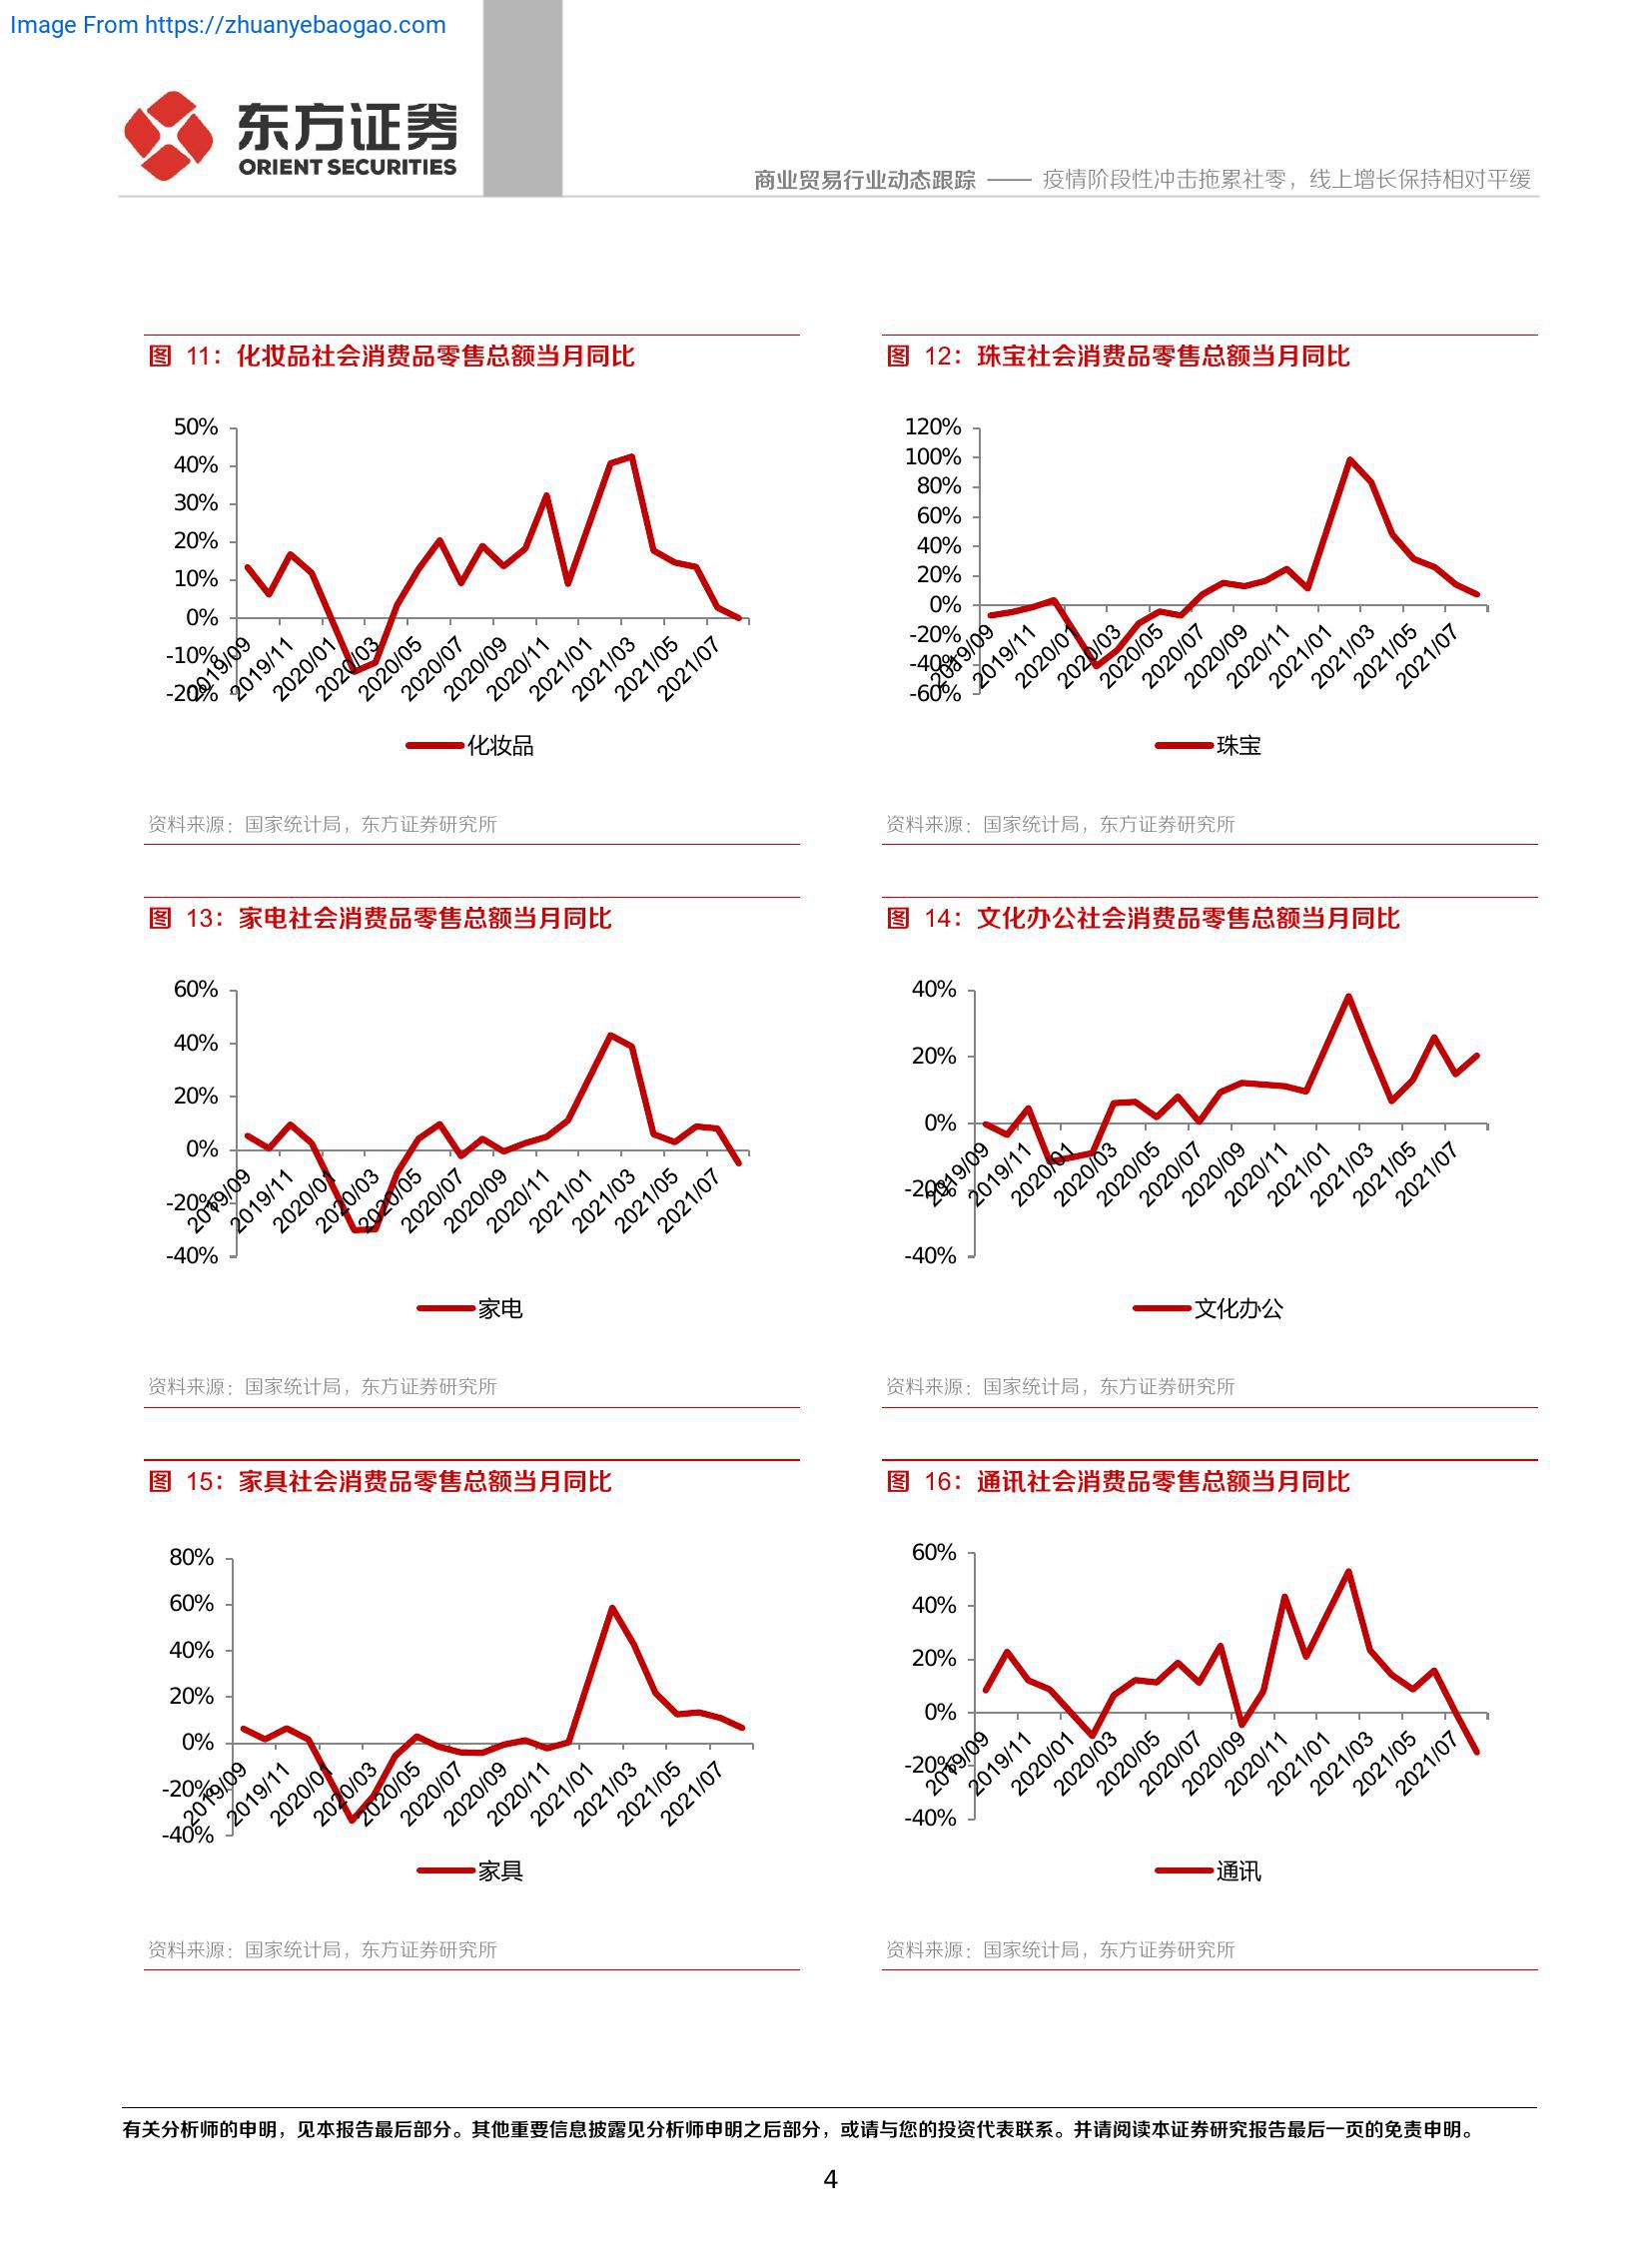 Image From https://zhuanyebaogao.com
东方证券
ORIENT SECURITIES
商业贸易行业动态跟踪 —— 疫情阶段性冲击拖累社零，线上增长保持相对平缓
图 11：化妆品社会消费品零售总额当月同比
50%
40%
30%
20%
10%
0%
-10%
-20%
2019/09 2019/11 2020/01 2020/03 2020/05 2020/07 2020/09 2020/11 2021/01 2021/03 2021/05 2021/07
化妆品
资料来源：国家统计局，东方证券研究所
图 12：珠宝社会消费品零售总额当月同比
120%
100%
80%
60%
40%
20%
0%
-20%
-40%
-60%
2019/09 2019/11 2020/01 2020/03 2020/05 2020/07 2020/09 2020/11 2021/01 2021/03 2021/05 2021/07
珠宝
资料来源：国家统计局，东方证券研究所
图 13：家电社会消费品零售总额当月同比
60%
40%
20%
0%
-20%
-40%
2019/09 2019/11 2020/01 2020/03 2020/05 2020/07 2020/09 2020/11 2021/01 2021/03 2021/05 2021/07
家电
资料来源：国家统计局，东方证券研究所
图 14：文化办公社会消费品零售总额当月同比
40%
20%
0%
-20%
-40%
2019/09 2019/11 2020/01 2020/03 2020/05 2020/07 2020/09 2020/11 2021/01 2021/03 2021/05 2021/07
文化办公
资料来源：国家统计局，东方证券研究所
图 15：家具社会消费品零售总额当月同比
80%
60%
40%
20%
0%
-20%
-40%
2019/09 2019/11 2020/01 2020/03 2020/05 2020/07 2020/09 2020/11 2021/01 2021/03 2021/05 2021/07
家具
资料来源：国家统计局，东方证券研究所
图 16：通讯社会消费品零售总额当月同比
60%
40%
20%
0%
-20%
-40%
2019/09 2019/11 2020/01 2020/03 2020/05 2020/07 2020/09 2020/11 2021/01 2021/03 2021/05 2021/07
通讯
资料来源：国家统计局，东方证券研究所
有关分析师的申明，见本报告最后部分。其他重要信息披露见分析师申明之后部分，或请与您的投资代表联系。并请阅读本证券研究报告最后一页的免责申明。
4